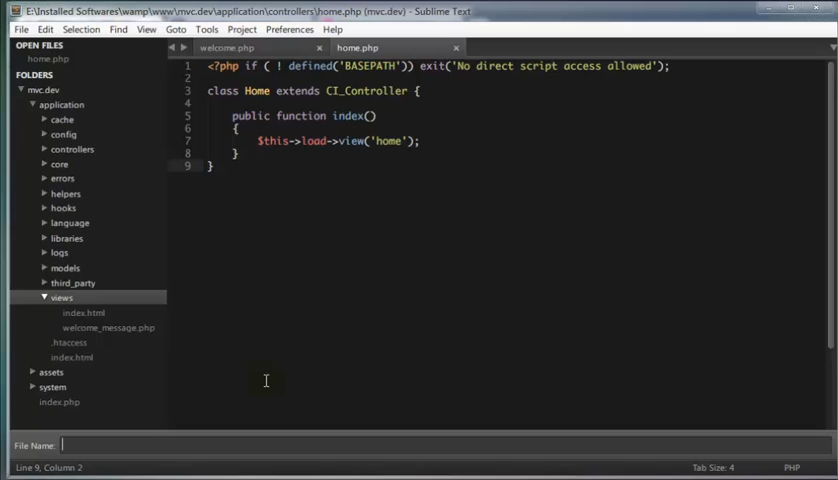 E:\Installed Softwares\wamp\www\mvc.dev\application\controllers\home.php (mvc.dev) - Sublime Text
File Edit Selection Find View Goto Tools Project Preferences Help
OPEN FILES
home.php
FOLDERS
mvc.dev
application
cache
config
controllers
core
errors
helpers
hooks
language
libraries
logs
models
third_party
views
index.html
welcome_message.php
.htaccess
index.html
assets
system
index.php
welcome.php × home.php ×
1 <?php if ( ! defined('BASEPATH')) exit('No direct script access allowed');
2
3 class Home extends CI_Controller {
4
5 public function index()
6 {
7 $this->load->view('home');
8 }
9 }
File Name:
Line 9, Column 2 Tab Size: 4 PHP